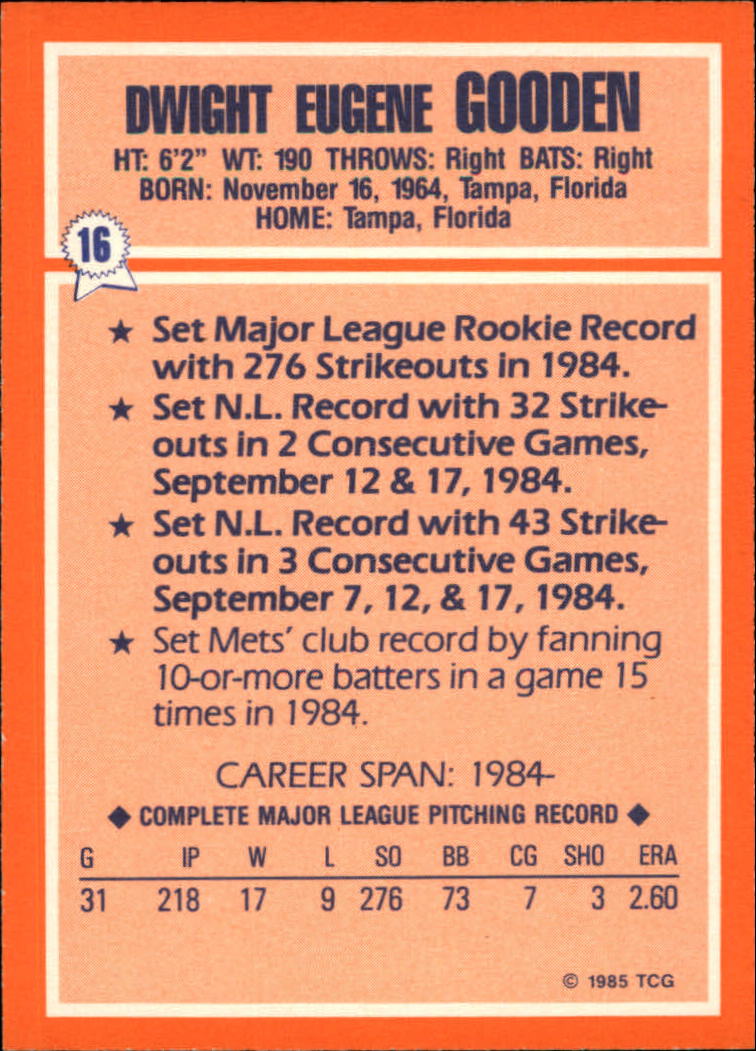 DWIGHT EUGENE GOODEN
HT: 6'2" WT: 190 THROWS: Right BATS: Right
BORN: November 16, 1964, Tampa, Florida
HOME: Tampa, Florida
16
★ Set Major League Rookie Record
with 276 Strikeouts in 1984.
★ Set N.L. Record with 32 Strike-
outs in 2 Consecutive Games,
September 12 & 17, 1984.
★ Set N.L. Record with 43 Strike-
outs in 3 Consecutive Games,
September 7, 12, & 17, 1984.
★ Set Mets' club record by fanning
10-or-more batters in a game 15
times in 1984.
CAREER SPAN: 1984-
◆ COMPLETE MAJOR LEAGUE PITCHING RECORD ◆
G IP W L SO BB CG SHO ERA
31 218 17 9 276 73 7 3 2.60
© 1985 TCG